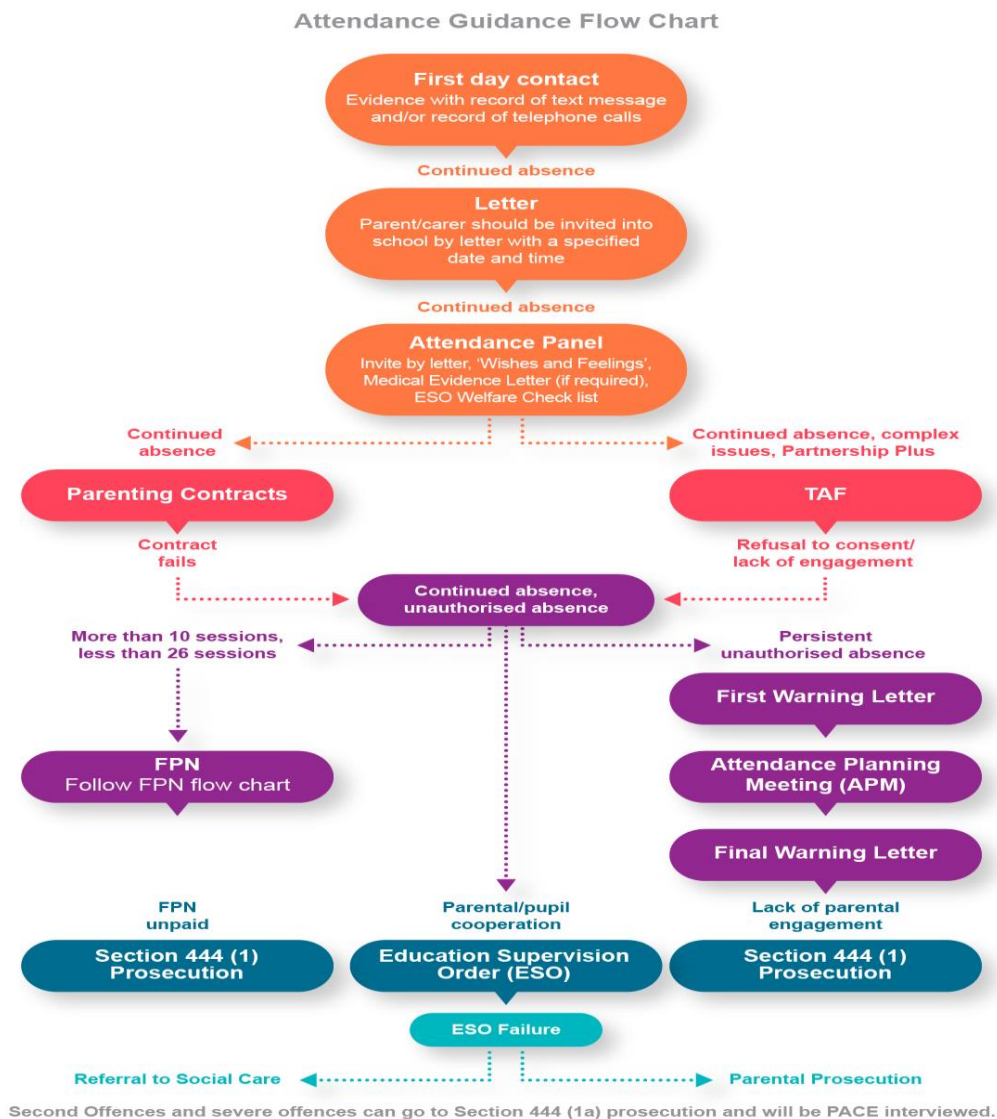 Attendance Guidance Flow Chart
First day contact
Evidence with record of text message
and/or record of telephone calls
Continued absence
Letter
Parent/carer should be invited into
school by letter with a specified
date and time
Continued absence
Attendance Panel
Invite by letter, ‘Wishes and Feelings’,
Medical Evidence Letter (if required),
ESO Welfare Check list
Continued
absence
Continued absence, complex
issues, Partnership Plus
Parenting Contracts
TAF
Contract
fails
Refusal to consent/
lack of engagement
Continued absence,
unauthorised absence
More than 10 sessions,
less than 26 sessions
Persistent
unauthorised absence
First Warning Letter
FPN
Follow FPN flow chart
Attendance Planning
Meeting (APM)
Final Warning Letter
FPN
unpaid
Parental/pupil
cooperation
Lack of parental
engagement
Section 444 (1)
Prosecution
Education Supervision
Order (ESO)
Section 444 (1)
Prosecution
ESO Failure
Referral to Social Care
Parental Prosecution
Second Offences and severe offences can go to Section 444 (1a) prosecution and will be PACE interviewed.